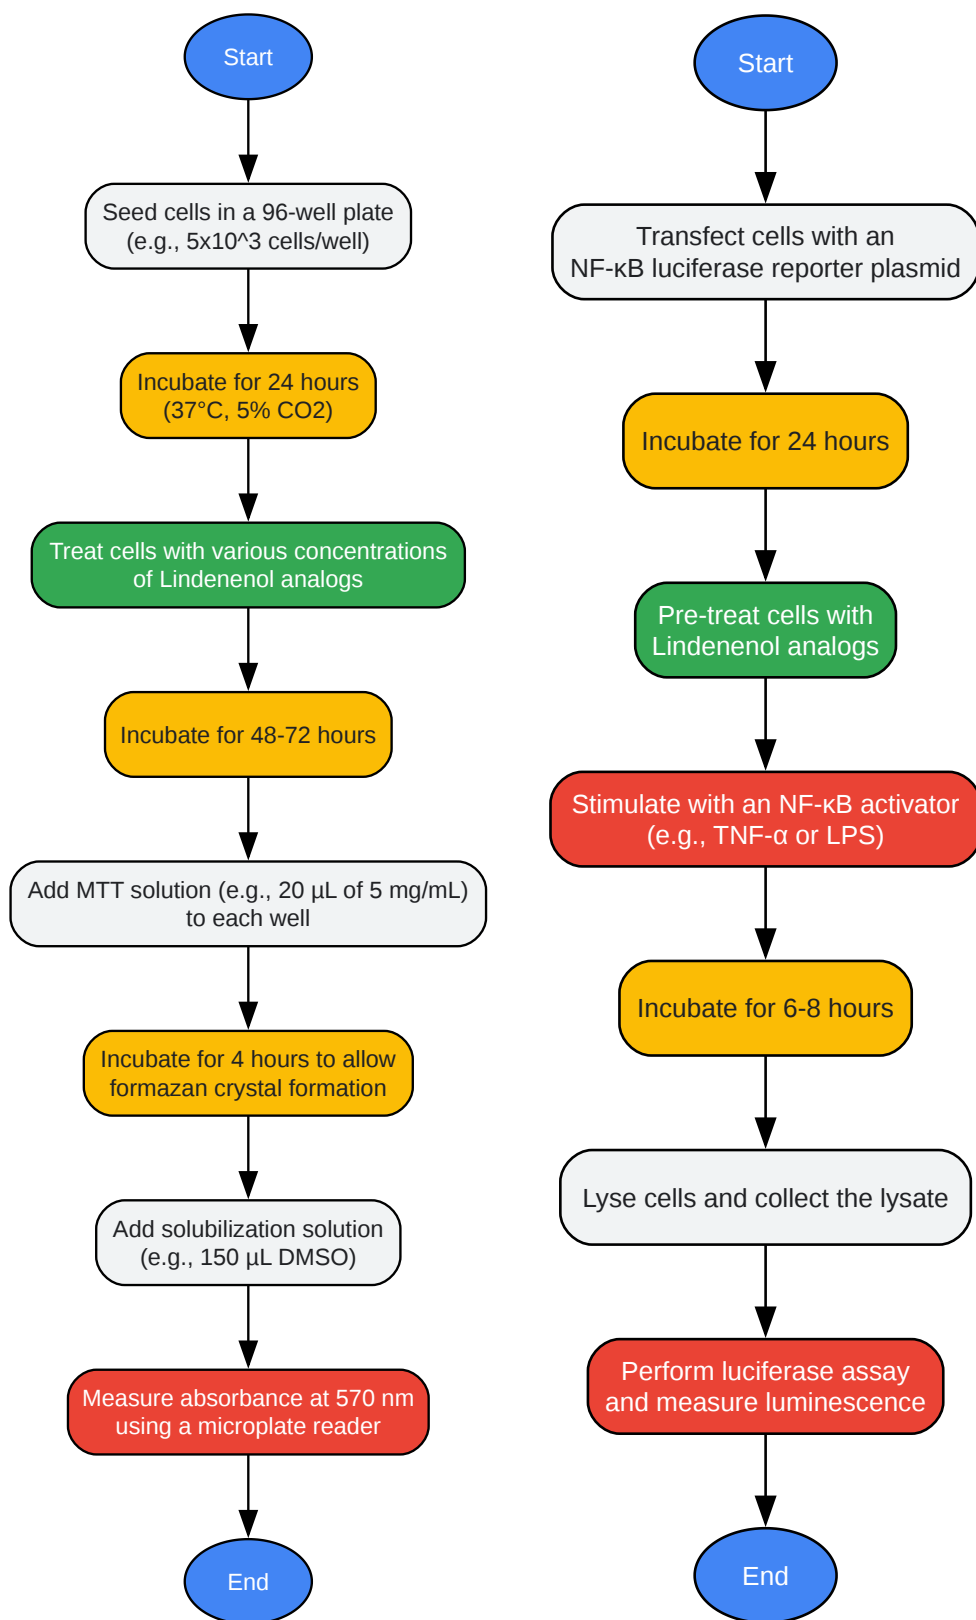 Start
Seed cells in a 96-well plate
(e.g., 5x10^3 cells/well)
Incubate for 24 hours
(37°C, 5% CO2)
Treat cells with various concentrations
of Lindenenol analogs
Incubate for 48-72 hours
Add MTT solution (e.g., 20 µL of 5 mg/mL)
to each well
Incubate for 4 hours to allow
formazan crystal formation
Add solubilization solution
(e.g., 150 µL DMSO)
Measure absorbance at 570 nm
using a microplate reader
End
Start
Transfect cells with an
NF-κB luciferase reporter plasmid
Incubate for 24 hours
Pre-treat cells with
Lindenenol analogs
Stimulate with an NF-κB activator
(e.g., TNF-α or LPS)
Incubate for 6-8 hours
Lyse cells and collect the lysate
Perform luciferase assay
and measure luminescence
End